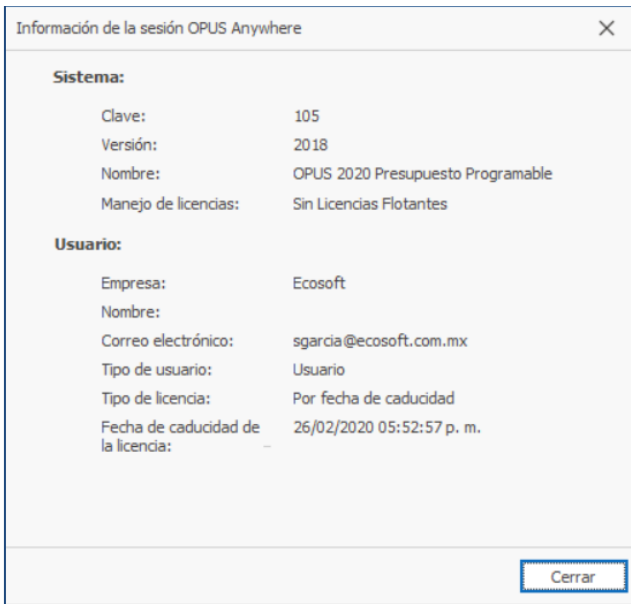 Información de la sesión OPUS Anywhere
Sistema:
Clave: 105
Versión: 2018
Nombre: OPUS 2020 Presupuesto Programable
Manejo de licencias: Sin Licencias Flotantes
Usuario:
Empresa: Ecosoft
Nombre:
Correo electrónico: sgarcia@ecosoft.com.mx
Tipo de usuario: Usuario
Tipo de licencia: Por fecha de caducidad
Fecha de caducidad de 26/02/2020 05:52:57 p. m.
la licencia:
Cerrar